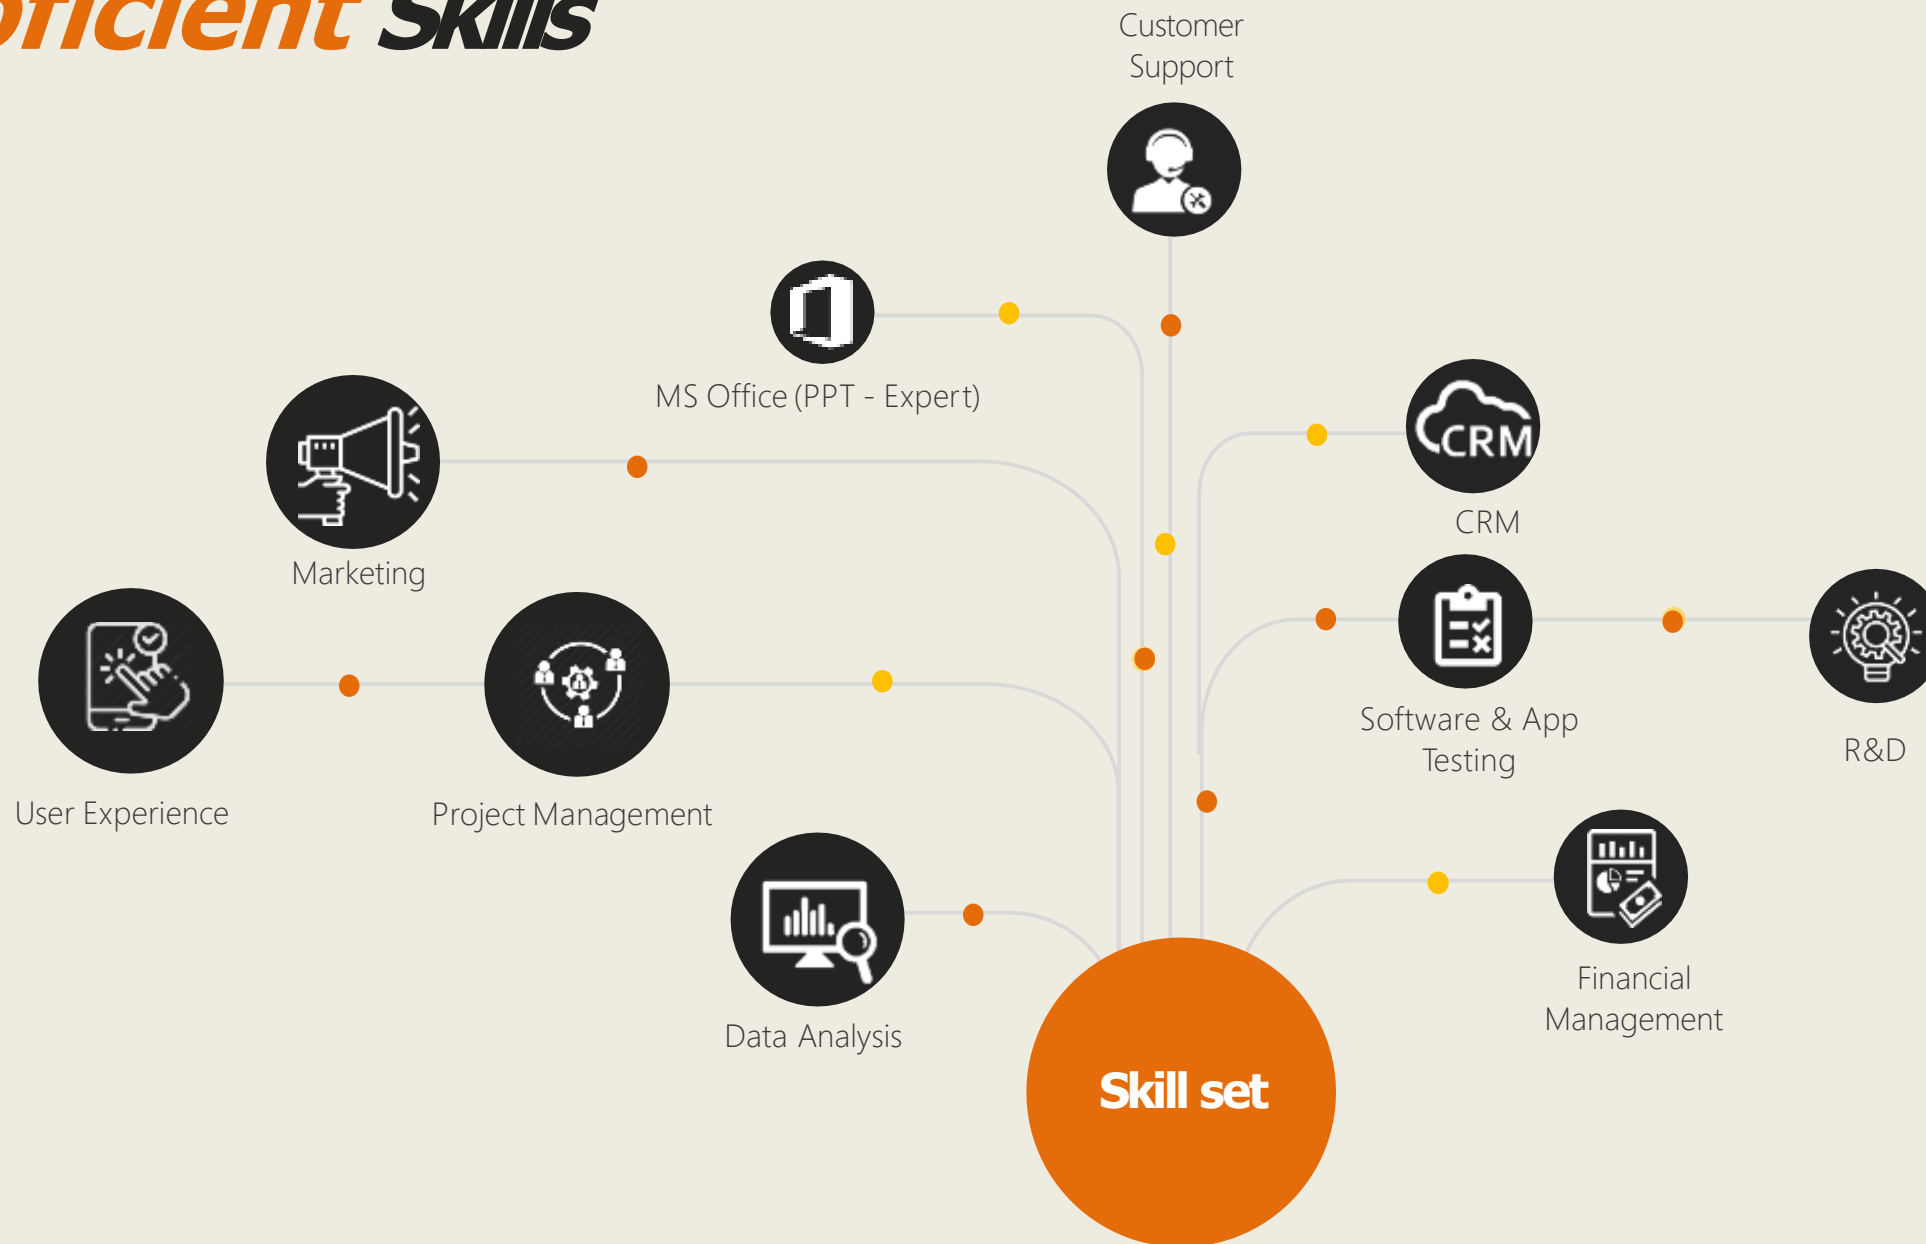 Skills
Customer
Support
MS Office (PPT - Expert)
CRM
CRM
Marketing
Software & App
Testing
R&D
User Experience
Project Management
Financial
Management
Data Analysis
Skill set